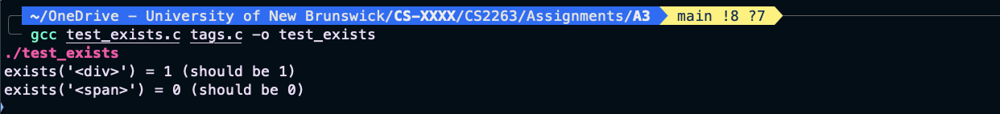 ~/OneDrive – University of New Brunswick/CS-XXXX/CS2263/Assignments/A3 main !8 ?7
gcc test_exists.c tags.c -o test_exists
./test_exists
exists('<div>') = 1 (should be 1)
exists('<span>') = 0 (should be 0)